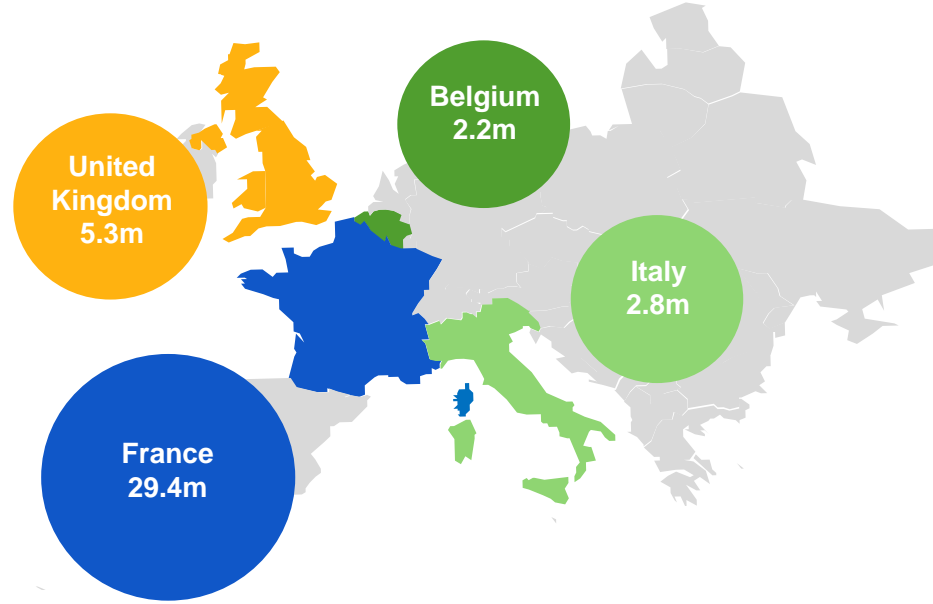 Belgium
2.2m
United
Kingdom
5.3m
Italy
2.8m
France
29.4m